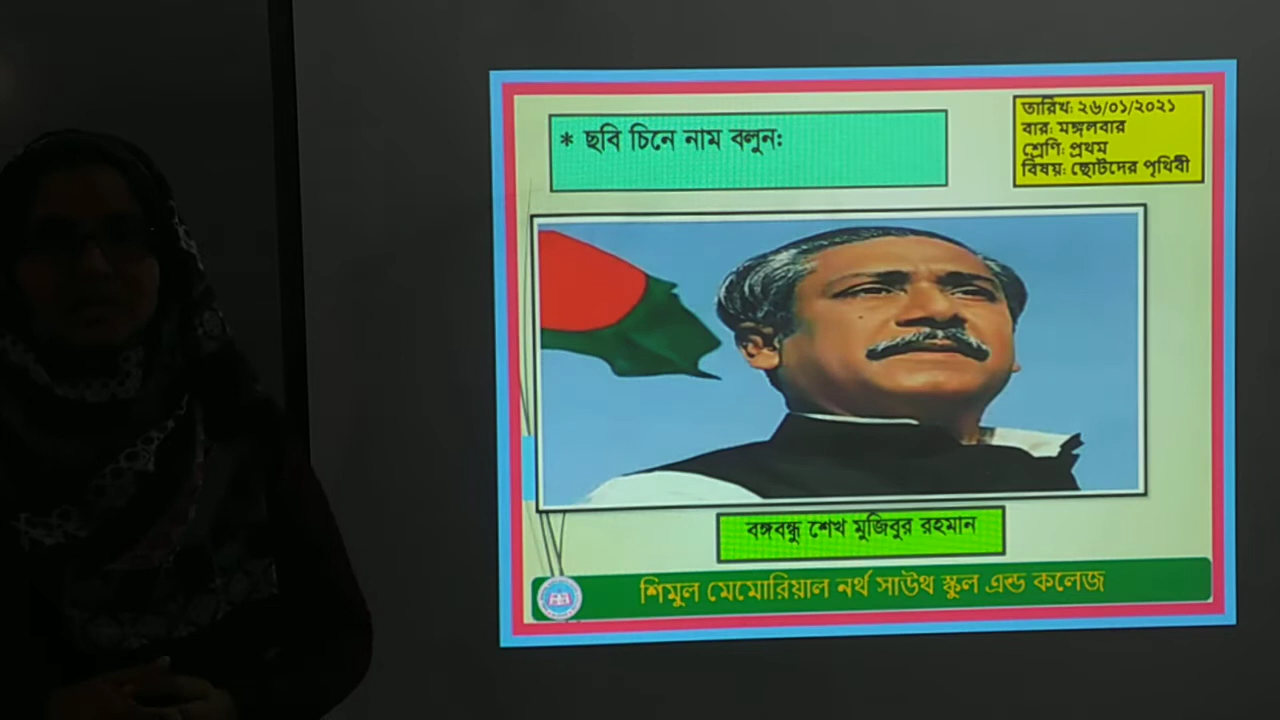 * ছবি চিনে নাম বলুন:
তারিখ: ২৬/০১/২০২১
বার: মঙ্গলবার
শ্রেণি: প্রথম
বিষয়: ছোটদের পৃথিবী
বঙ্গবন্ধু শেখ মুজিবুর রহমান
শিমুল মেমোরিয়াল নর্থ সাউথ স্কুল এন্ড কলেজ